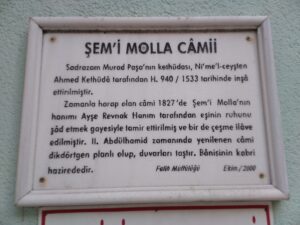 ŞEM'İ MOLLA CÂMİİ
Sadrazam Murad Paşa'nın kethüdası, Ni'mel-ceyşten
Ahmed Kethüdâ tarafından H. 940 / 1533 tarihinde inşâ
ettirilmiştir.
Zamanla harap olan câmi 1827'de Şem'i Molla'nın
hanımı Ayşe Revnak Hanım tarafından eşinin ruhunu
şâd etmek gayesiyle tamir ettirilmiş ve bir de çeşme ilâve
edilmiştir. II. Abdülhamid zamanında yenilenen câmi
dikdörtgen planlı olup, duvarları taştır. Bânisinin kabri
hazirededir.
Fatih Müftülüğü Ekim / 2000